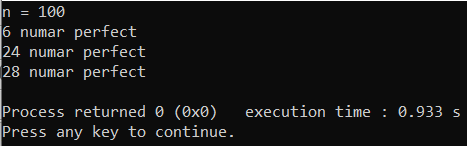 n = 100
6 numar perfect
24 numar perfect
28 numar perfect
Process returned 0 (0x0)   execution time : 0.933 s
Press any key to continue.